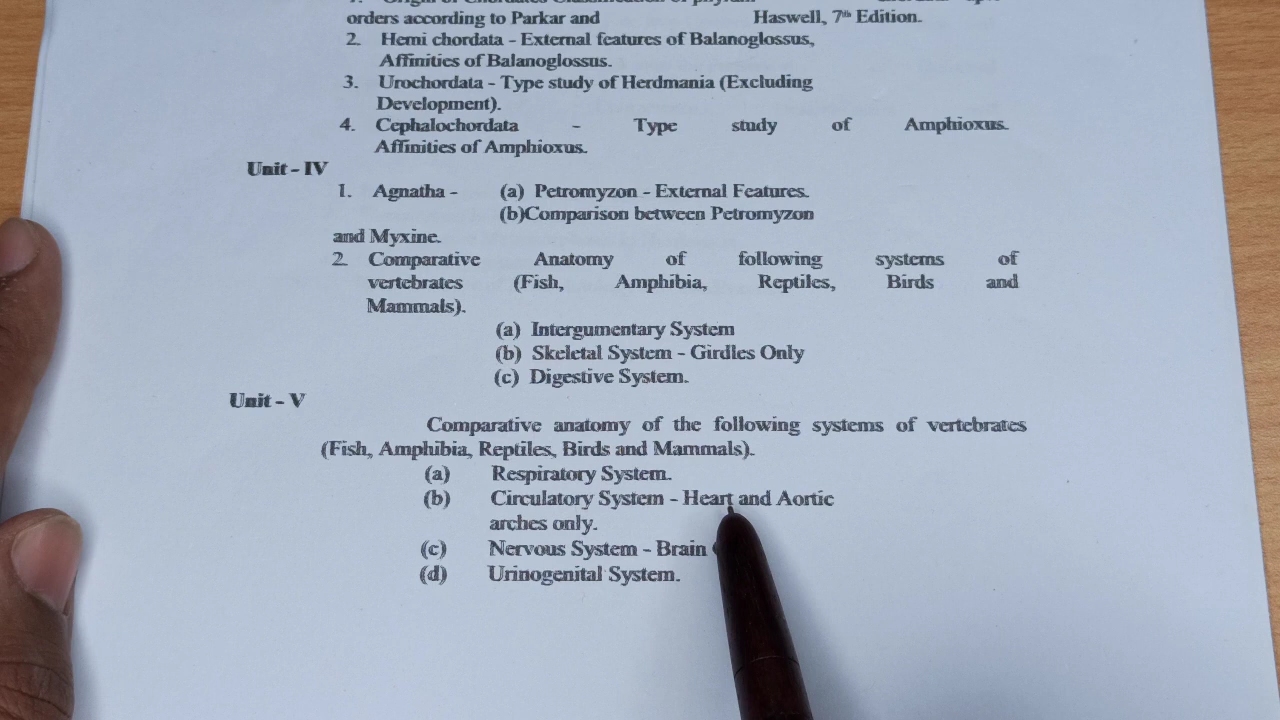 orders according to Parkar and Haswell, 7th Edition.
2. Hemi chordata - External features of Balanoglossus,
Affinities of Balanoglossus.
3. Urochordata - Type study of Herdmania (Excluding
Development).
4. Cephalochordata - Type study of Amphioxus.
Affinities of Amphioxus.
Unit - IV
1. Agnatha - (a) Petromyzon - External Features.
(b)Comparison between Petromyzon
and Myxine.
2. Comparative Anatomy of following systems of
vertebrates (Fish, Amphibia, Reptiles, Birds and
Mammals).
(a) Intergumentary System
(b) Skeletal System - Girdles Only
(c) Digestive System.
Unit - V
Comparative anatomy of the following systems of vertebrates
(Fish, Amphibia, Reptiles, Birds and Mammals).
(a) Respiratory System.
(b) Circulatory System - Heart and Aortic
arches only.
(c) Nervous System - Brain
(d) Urinogenital System.